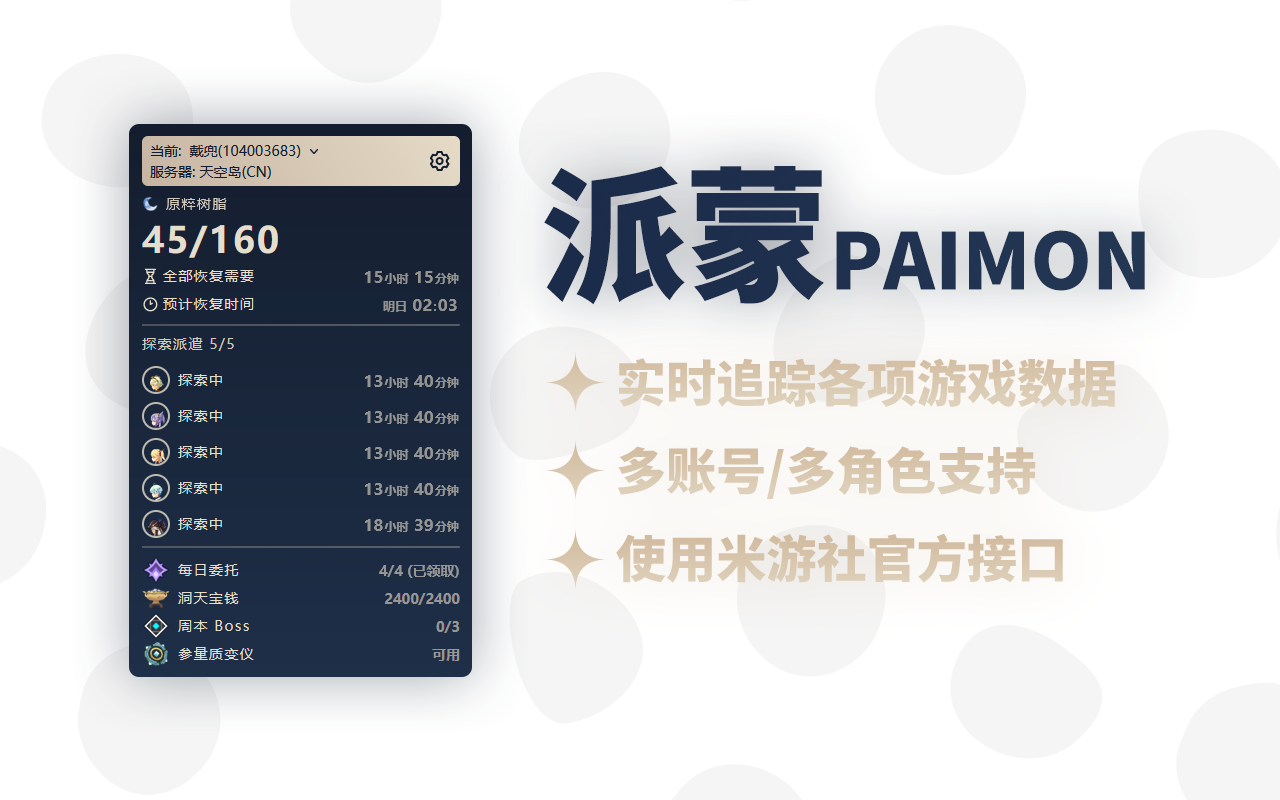 当前: 戴兜(104003683)
服务器: 天空岛(CN)
原粹树脂
45/160
全部恢复需要 15小时 15分钟
预计恢复时间 明日 02:03
探索派遣 5/5
探索中 13小时 40分钟
探索中 13小时 40分钟
探索中 13小时 40分钟
探索中 13小时 40分钟
探索中 18小时 39分钟
每日委托 4/4 (已领取)
洞天宝钱 2400/2400
周本 Boss 0/3
参量质变仪 可用
派蒙 PAIMON
实时追踪各项游戏数据
多账号/多角色支持
使用米游社官方接口